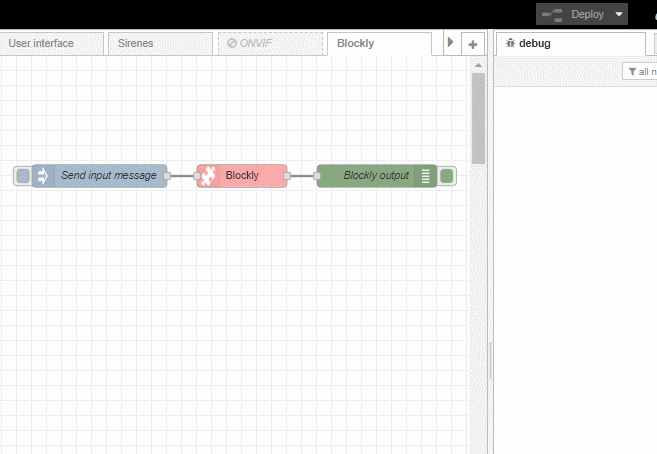 Deploy
User interface
Sirenes
ONVIF
Blockly
debug
all n
Send input message
Blockly
Blockly output